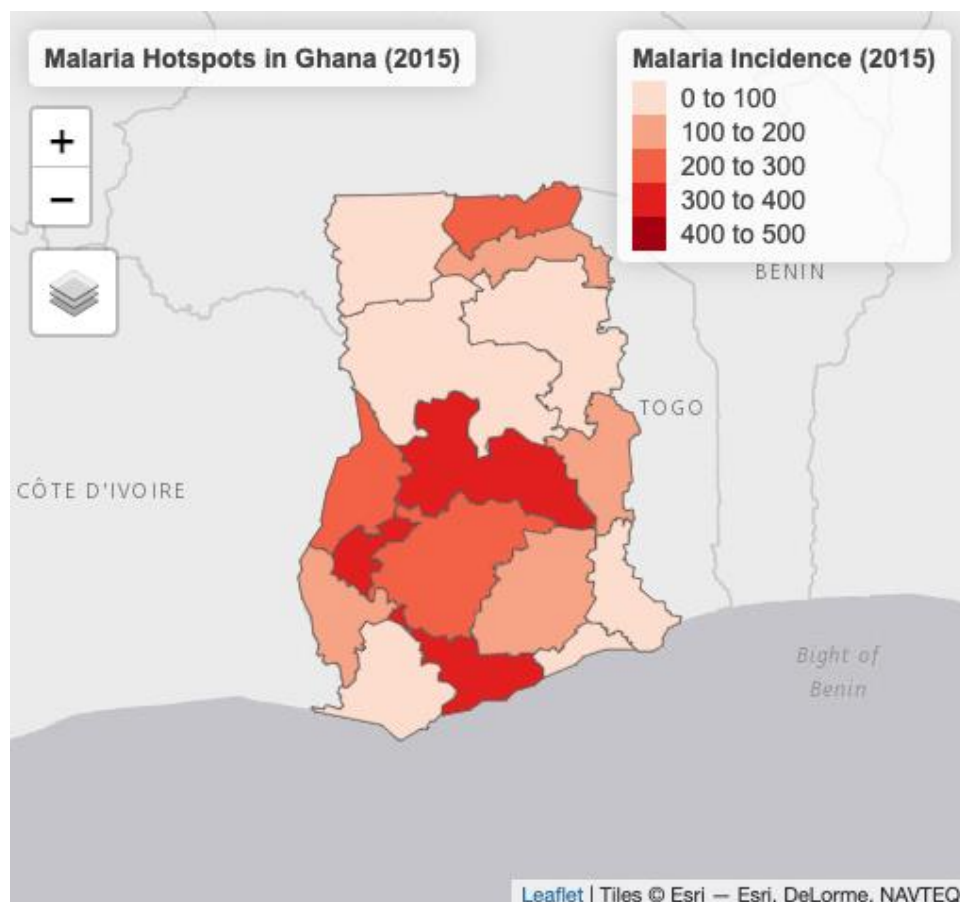 Malaria Hotspots in Ghana (2015)
Malaria Incidence (2015)
0 to 100
100 to 200
200 to 300
300 to 400
400 to 500
+
−
BENIN
TOGO
CÔTE D'IVOIRE
Bight of
Benin
Leaflet | Tiles © Esri — Esri, DeLorme, NAVTEQ